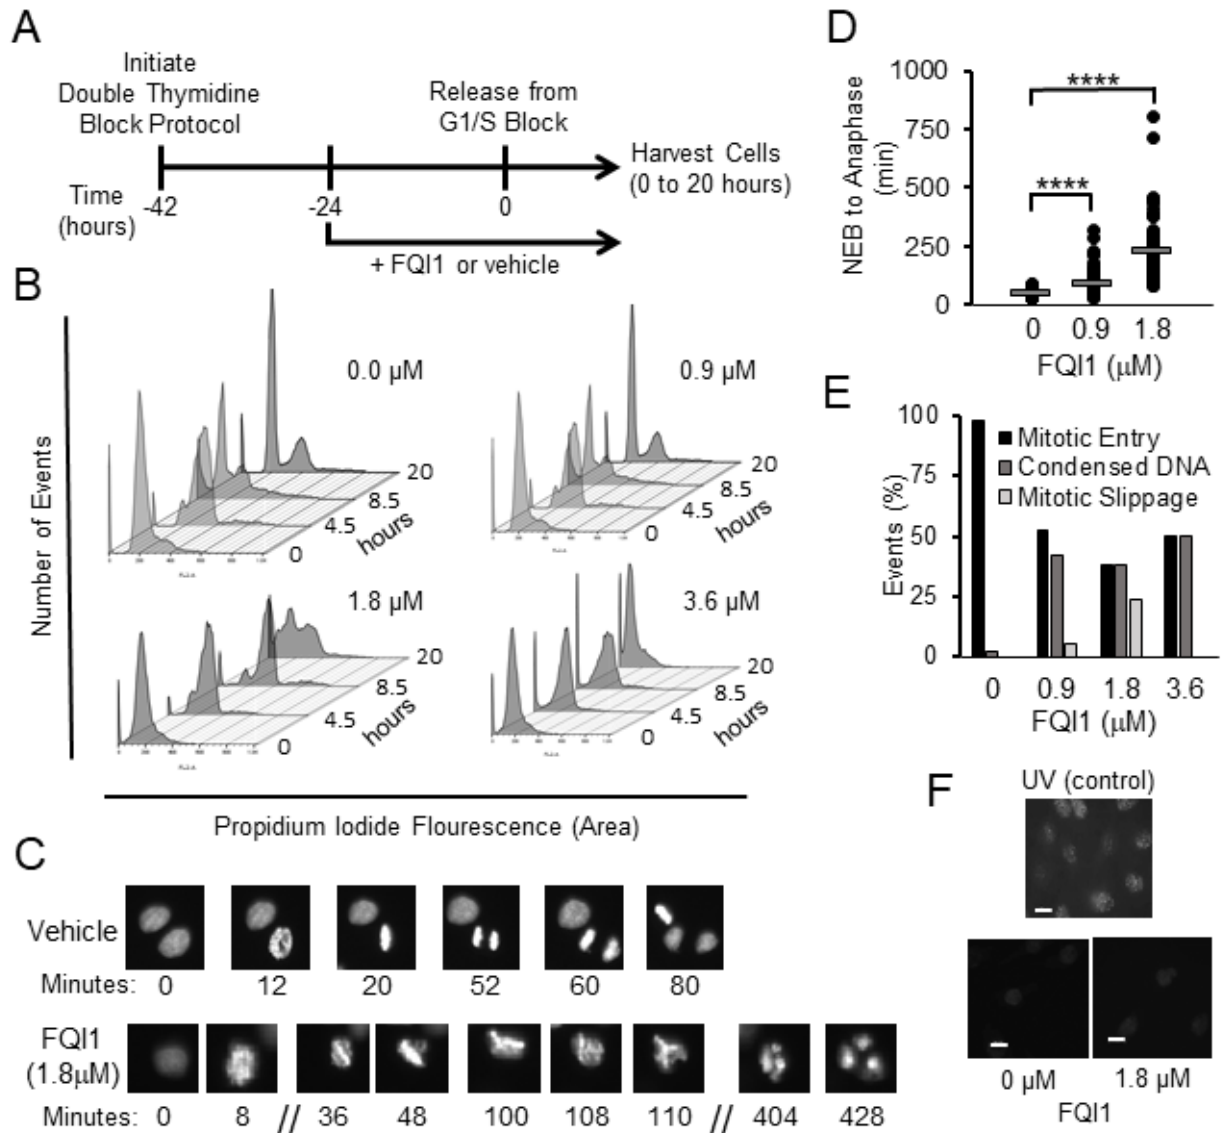 A
Initiate
Double Thymidine
Block Protocol
Release from
G1/S Block
Harvest Cells
(0 to 20 hours)
Time
(hours)
-42
-24
0
+ FQI1 or vehicle
B
Number of Events
0.0 µM
20
8.5
4.5
0
hours
0.9 µM
20
8.5
4.5
0
hours
1.8 µM
20
8.5
4.5
0
hours
3.6 µM
20
8.5
4.5
0
hours
Propidium Iodide Flourescence (Area)
C
Vehicle
Minutes: 0 12 20 52 60 80
FQI1
(1.8µM)
Minutes: 0 8 // 36 48 100 108 110 // 404 428
D
NEB to Anaphase
(min)
1000
750
500
250
0
****
****
0 0.9 1.8
FQI1 (µM)
E
Events (%)
100
75
50
25
0
Mitotic Entry
Condensed DNA
Mitotic Slippage
0 0.9 1.8 3.6
FQI1 (µM)
F
UV (control)
0 µM 1.8 µM
FQI1